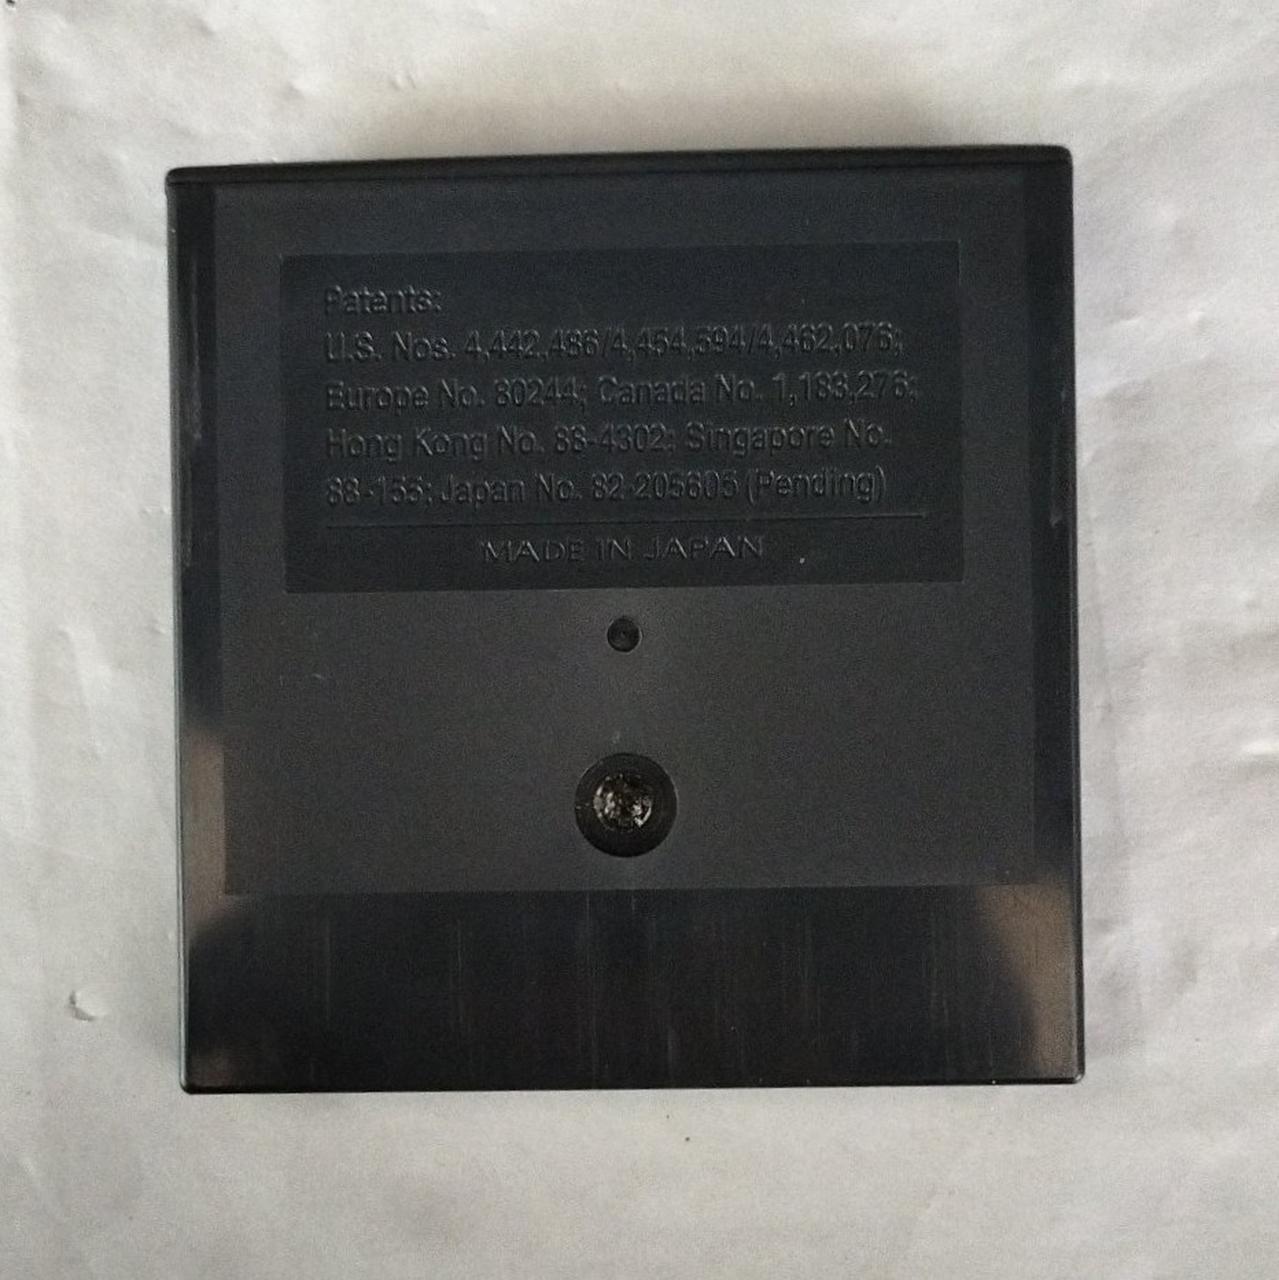 Patents:
U.S. Nos. 4,442,486/4,454,594/4,462,076;
Europe No. 80244; Canada No. 1,183,276;
Hong Kong No. 88-4302; Singapore No.
88-155; Japan No. 82-205605 (Pending)
MADE IN JAPAN